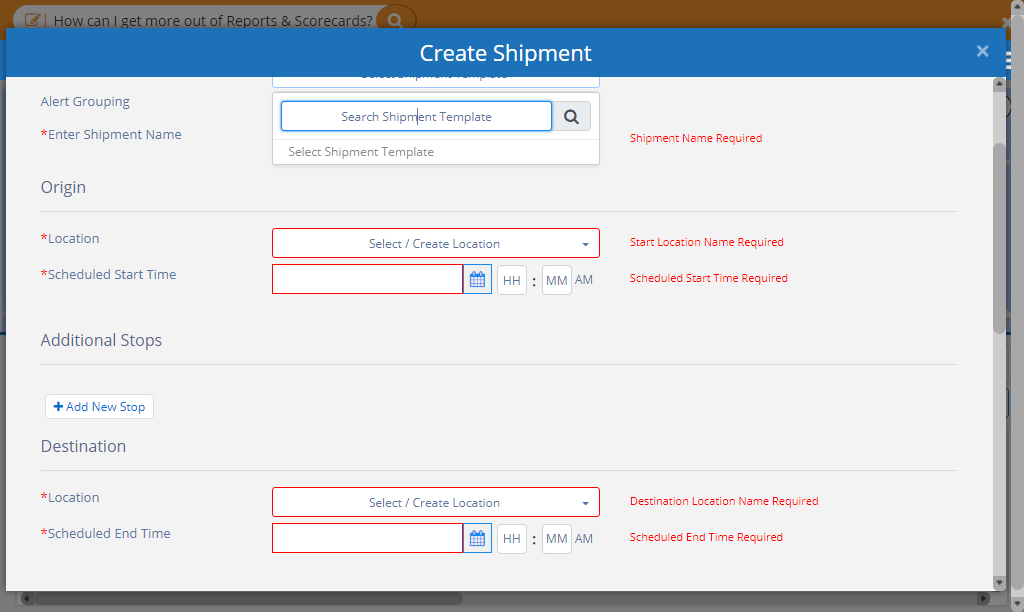 How can I get more out of Reports & Scorecards?
Create Shipment
×
Select Shipment Template
Alert Grouping
Search Shipment Template
*Enter Shipment Name
Shipment Name Required
Select Shipment Template
Origin
*Location
Select / Create Location
Start Location Name Required
*Scheduled Start Time
HH : MM AM
Scheduled Start Time Required
Additional Stops
+ Add New Stop
Destination
*Location
Select / Create Location
Destination Location Name Required
*Scheduled End Time
HH : MM AM
Scheduled End Time Required